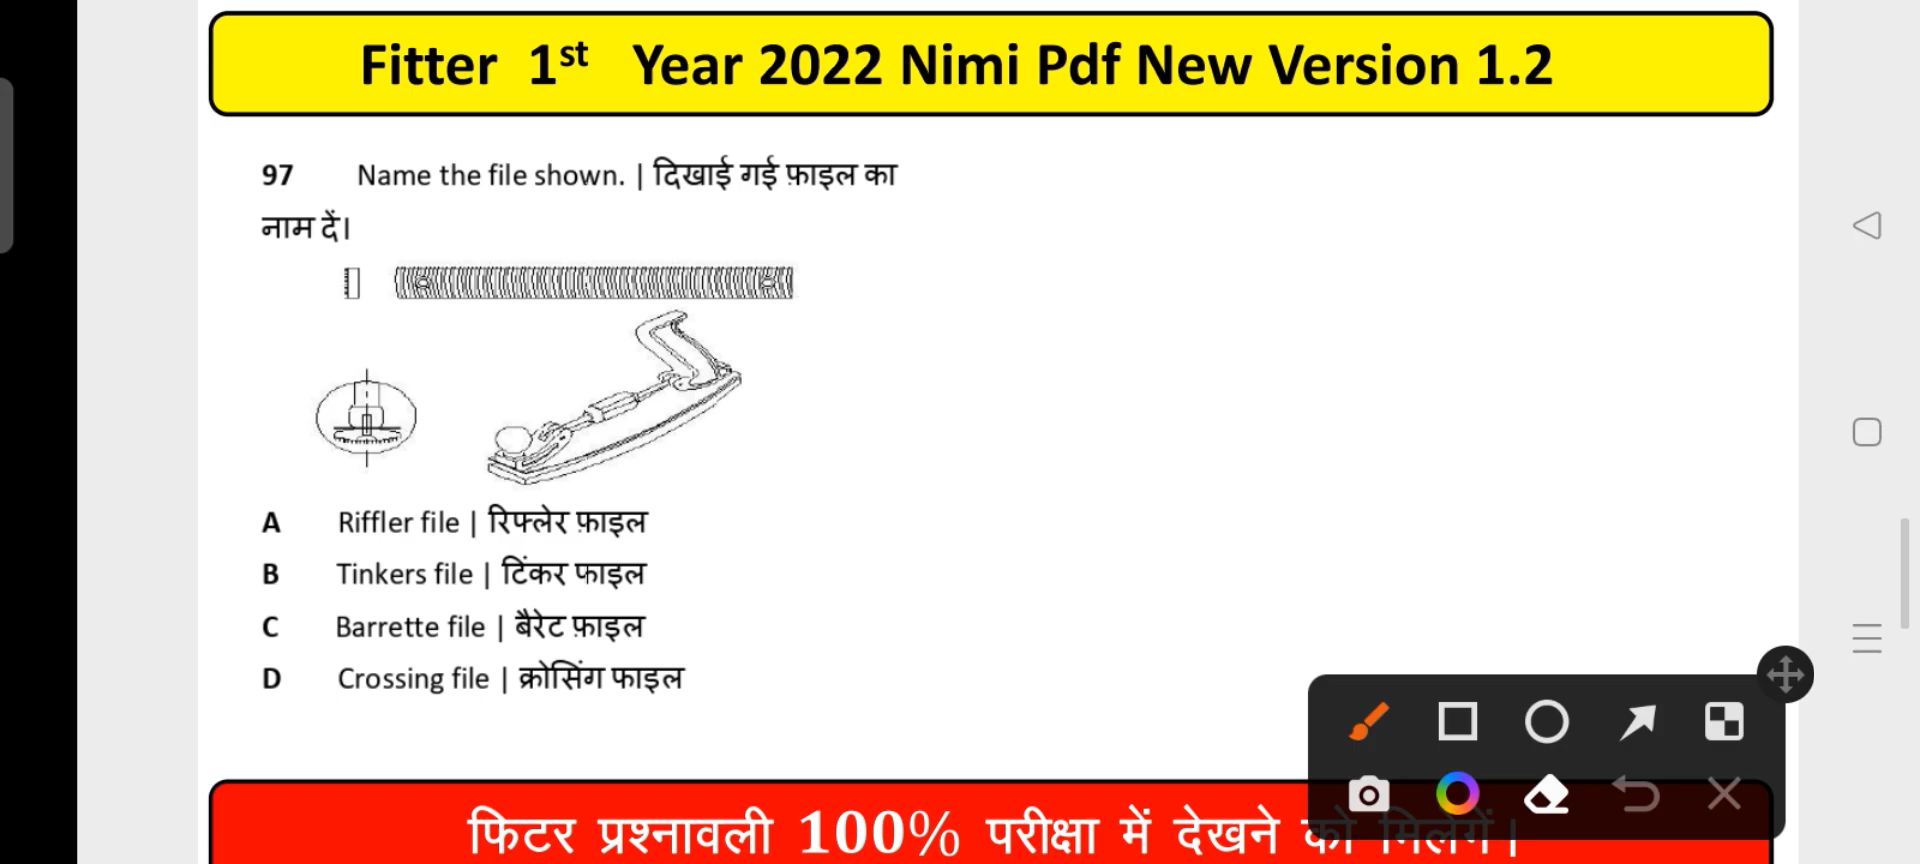 Fitter 1st Year 2022 Nimi Pdf New Version 1.2
97 Name the file shown. | दिखाई गई फ़ाइल का
नाम दें।
A Riffler file | रिफ्लेर फ़ाइल
B Tinkers file | टिंकर फाइल
C Barrette file | बैरेट फ़ाइल
D Crossing file | क्रोसिंग फाइल
फिटर प्रश्नावली 100% परीक्षा में देखने को मिलेगें।